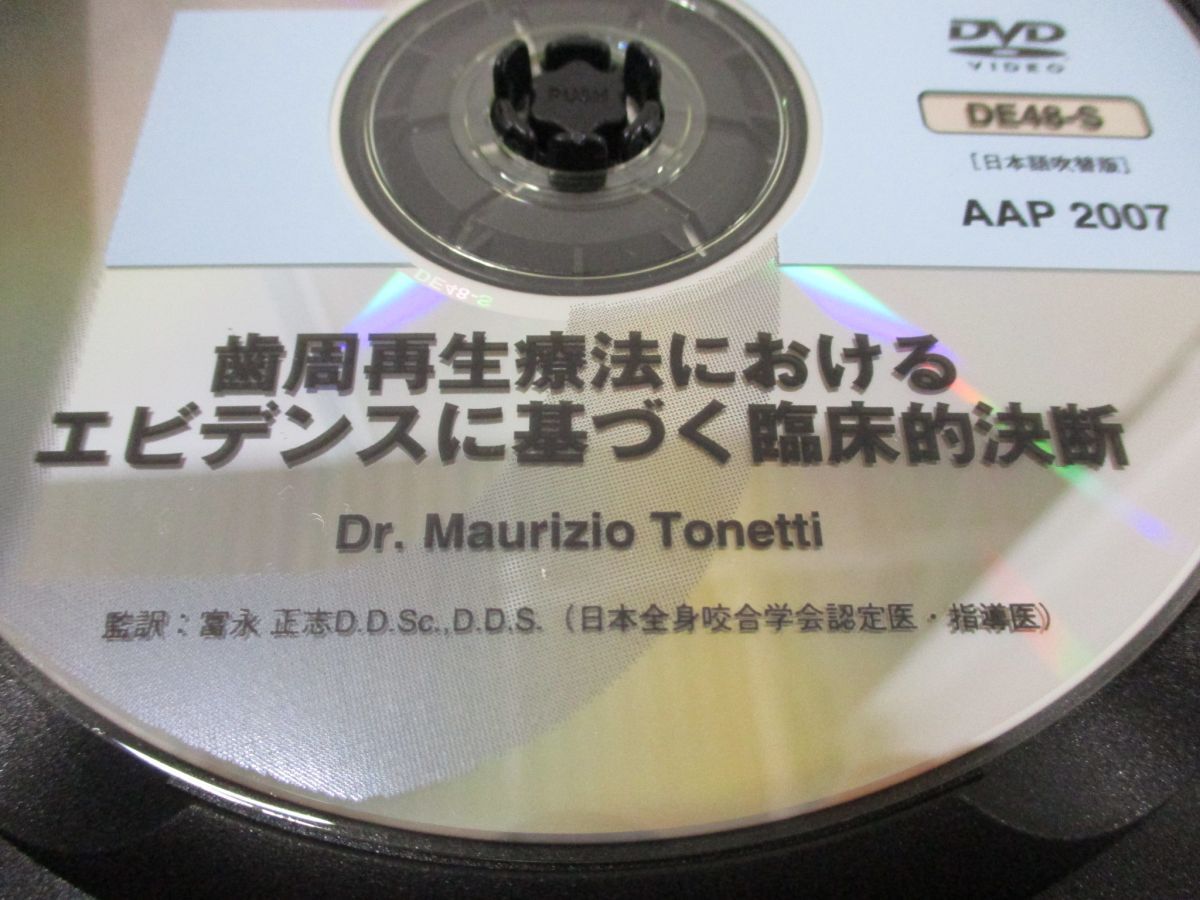 PUSH
DVD
VIDEO
DE48-S
[日本語吹替版]
AAP 2007
DE48-S
歯周再生療法における
エビデンスに基づく臨床的決断
Dr. Maurizio Tonetti
監訳：富永 正志D.D.Sc.,D.D.S.（日本全身咬合学会認定医・指導医）